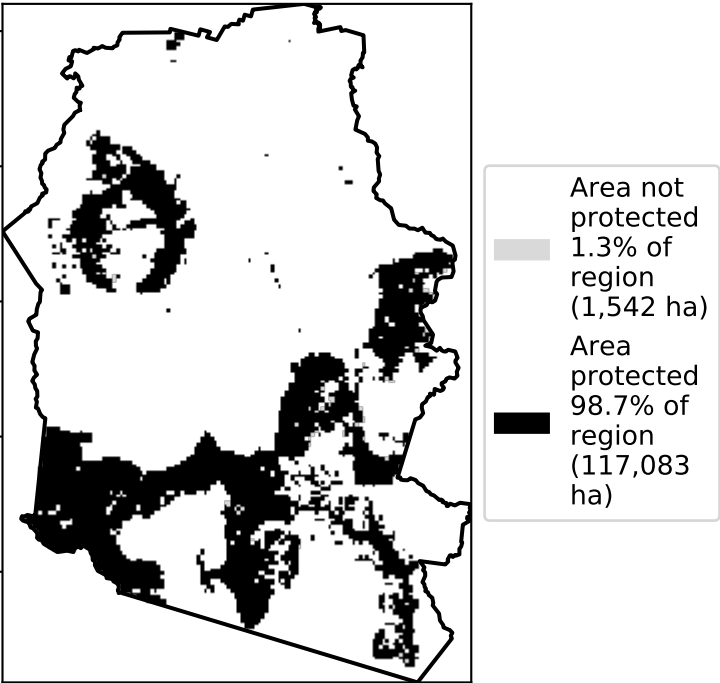 Area not
protected
1.3% of
region
(1,542 ha)
Area
protected
98.7% of
region
(117,083
ha)